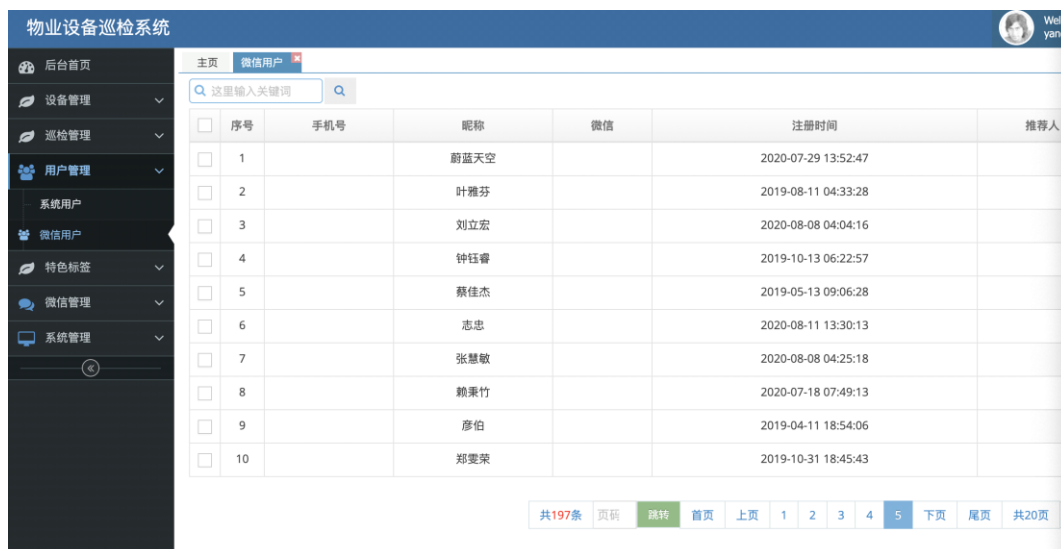 物业设备巡检系统
Wel
yan
后台首页
设备管理
巡检管理
用户管理
系统用户
微信用户
特色标签
微信管理
系统管理
主页 微信用户
这里输入关键词
序号 手机号 昵称 微信 注册时间 推荐人
1 蔚蓝天空 2020-07-29 13:52:47
2 叶雅芬 2019-08-11 04:33:28
3 刘立宏 2020-08-08 04:04:16
4 钟钰睿 2019-10-13 06:22:57
5 蔡佳杰 2019-05-13 09:06:28
6 志忠 2020-08-11 13:30:13
7 张慧敏 2020-08-08 04:25:18
8 赖秉竹 2020-07-18 07:49:13
9 彦伯 2019-04-11 18:54:06
10 郑雯荣 2019-10-31 18:45:43
共197条 页码 跳转 首页 上页 1 2 3 4 5 下页 尾页 共20页